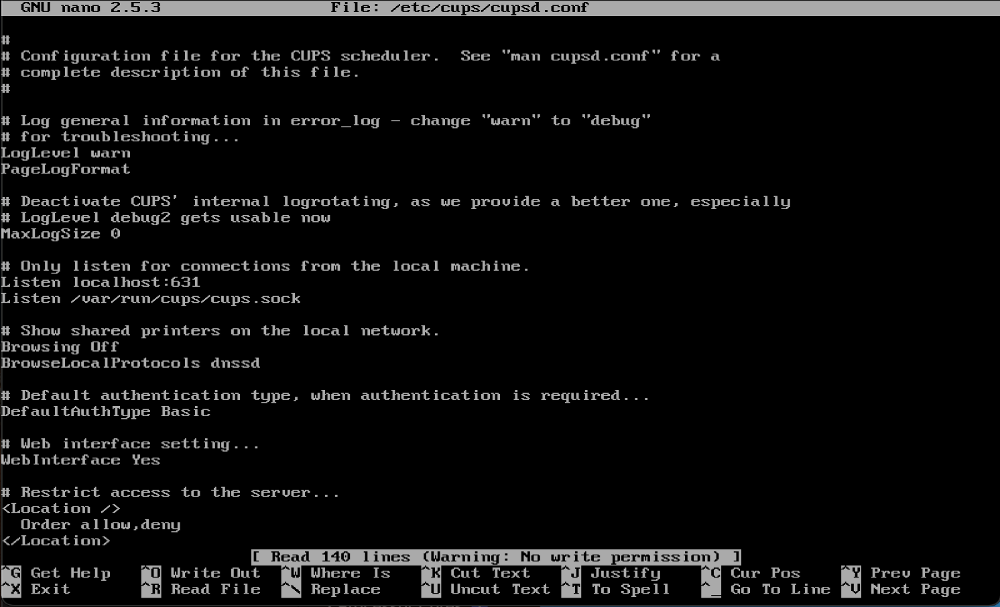 GNU nano 2.5.3 File: /etc/cups/cupsd.conf
#
# Configuration file for the CUPS scheduler.  See "man cupsd.conf" for a
# complete description of this file.
#
# Log general information in error_log - change "warn" to "debug"
# for troubleshooting...
LogLevel warn
PageLogFormat
# Deactivate CUPS' internal logrotating, as we provide a better one, especially
# LogLevel debug2 gets usable now
MaxLogSize 0
# Only listen for connections from the local machine.
Listen localhost:631
Listen /var/run/cups/cups.sock
# Show shared printers on the local network.
Browsing Off
BrowseLocalProtocols dnssd
# Default authentication type, when authentication is required...
DefaultAuthType Basic
# Web interface setting...
WebInterface Yes
# Restrict access to the server...
<Location />
  Order allow,deny
</Location>
[ Read 140 lines (Warning: No write permission) ]
^G Get Help ^O Write Out ^W Where Is ^K Cut Text ^J Justify ^C Cur Pos ^Y Prev Page
^X Exit ^R Read File ^\ Replace ^U Uncut Text ^T To Spell ^_ Go To Line ^V Next Page